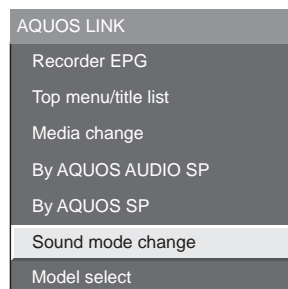 AQUOS LINK
Recorder EPG
Top menu/title list
Media change
By AQUOS AUDIO SP
By AQUOS SP
Sound mode change
Model select